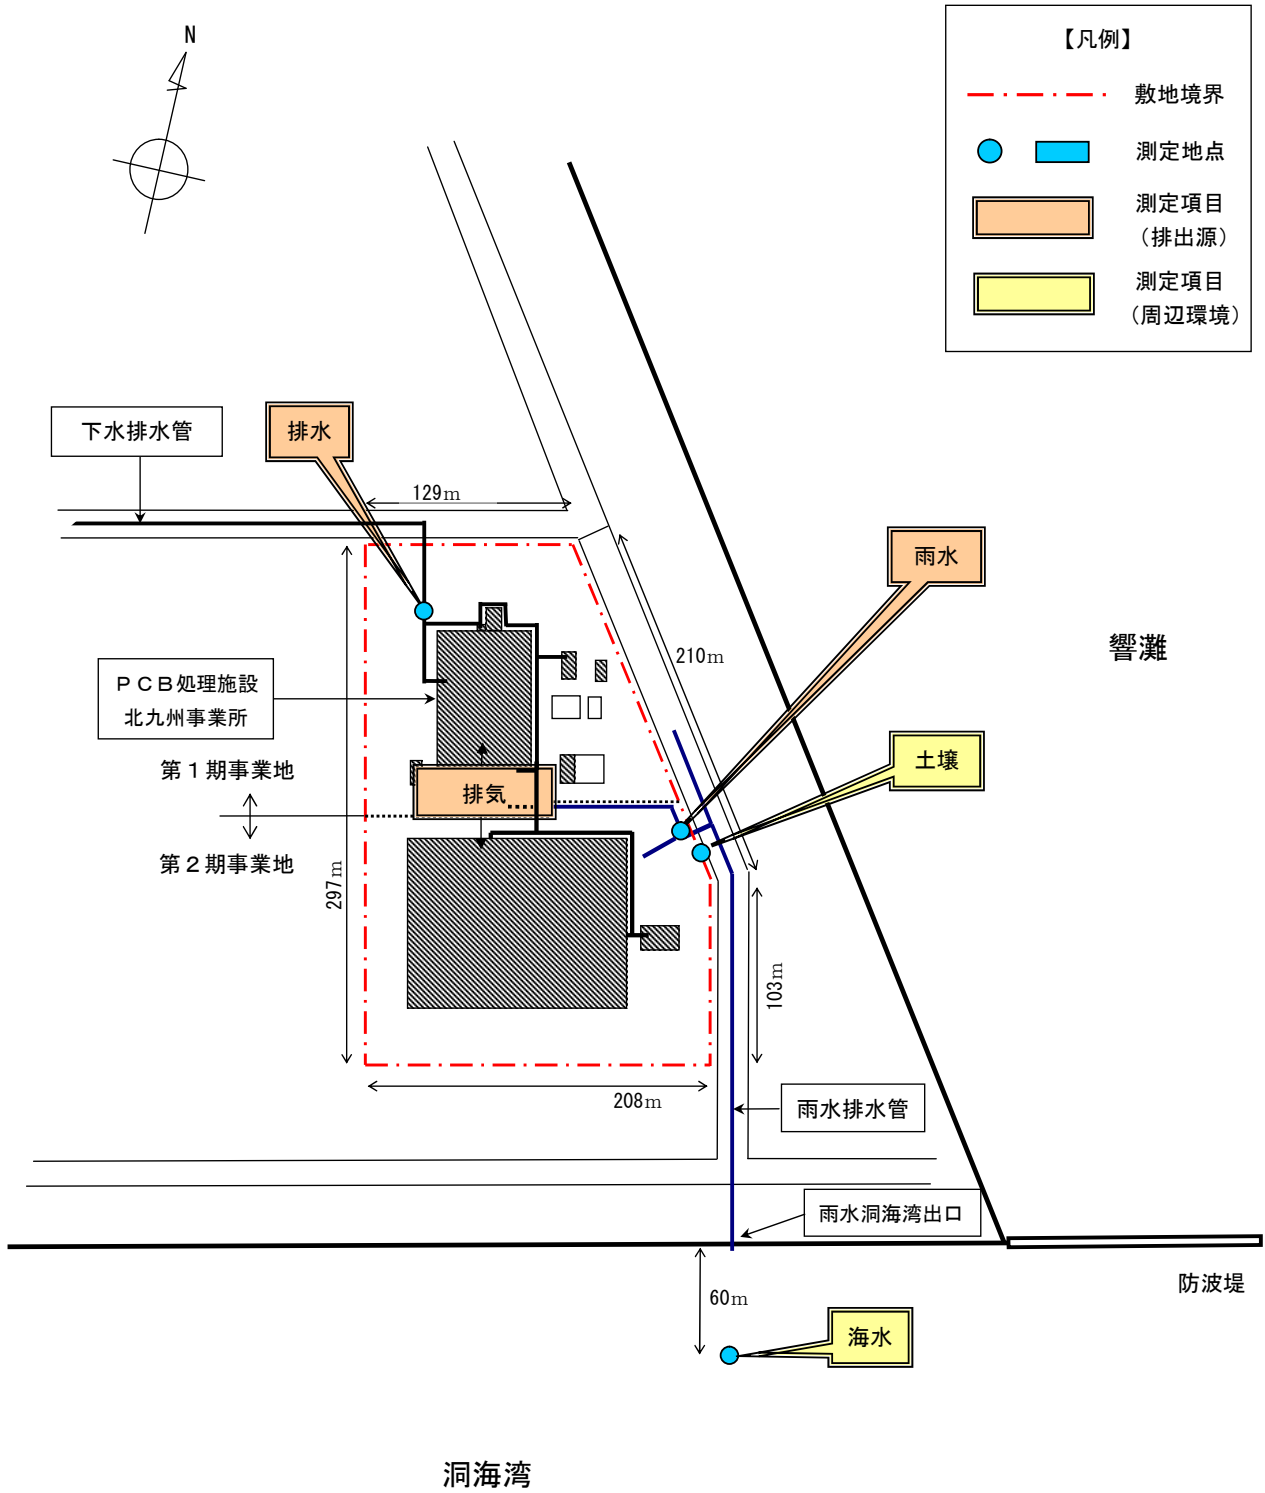 N
【凡例】
敷地境界
測定地点
測定項目
(排出源)
測定項目
(周辺環境)
下水排水管
排水
129m
雨水
210m
響灘
PCB処理施設
北九州事業所
土壌
第1期事業地
排気
第2期事業地
297m
103m
208m
雨水排水管
雨水洞海湾出口
60m
防波堤
海水
洞海湾